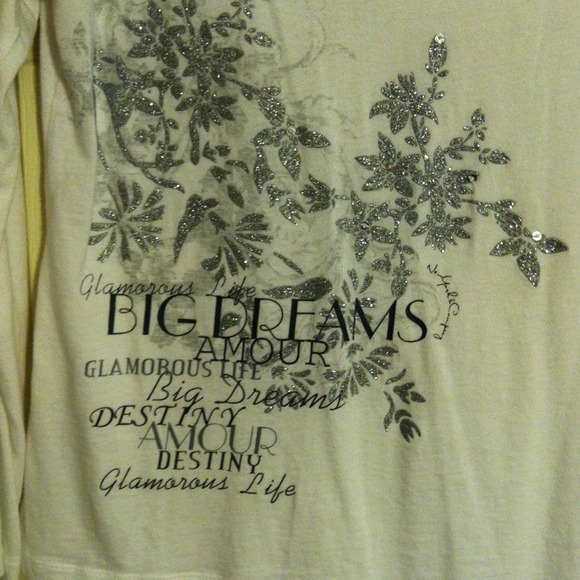 Glamorous Life
BIG DREAMS
AMOUR
GLAMOROUS LIFE
Big Dreams
DESTINY
AMOUR
DESTINY
Glamorous Life